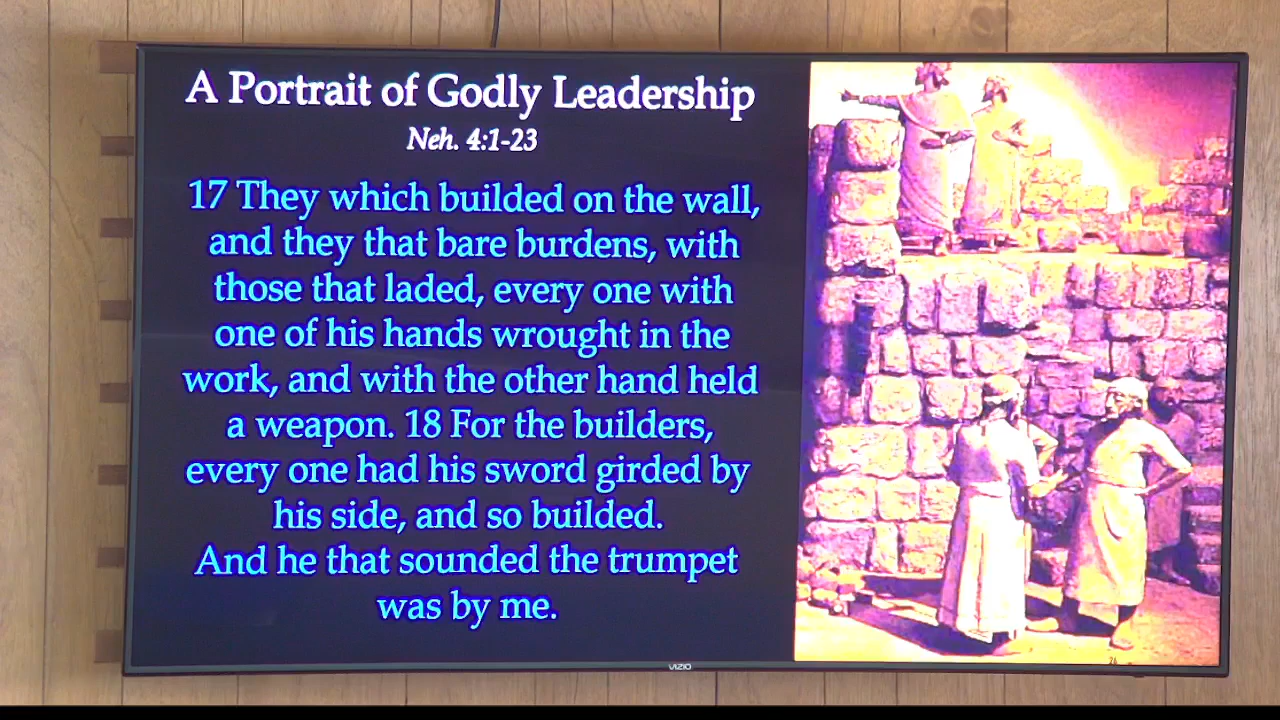 A Portrait of Godly Leadership
Neh. 4:1-23
17 They which builded on the wall,
and they that bare burdens, with
those that laded, every one with
one of his hands wrought in the
work, and with the other hand held
a weapon. 18 For the builders,
every one had his sword girded by
his side, and so builded.
And he that sounded the trumpet
was by me.
26
VIZIO